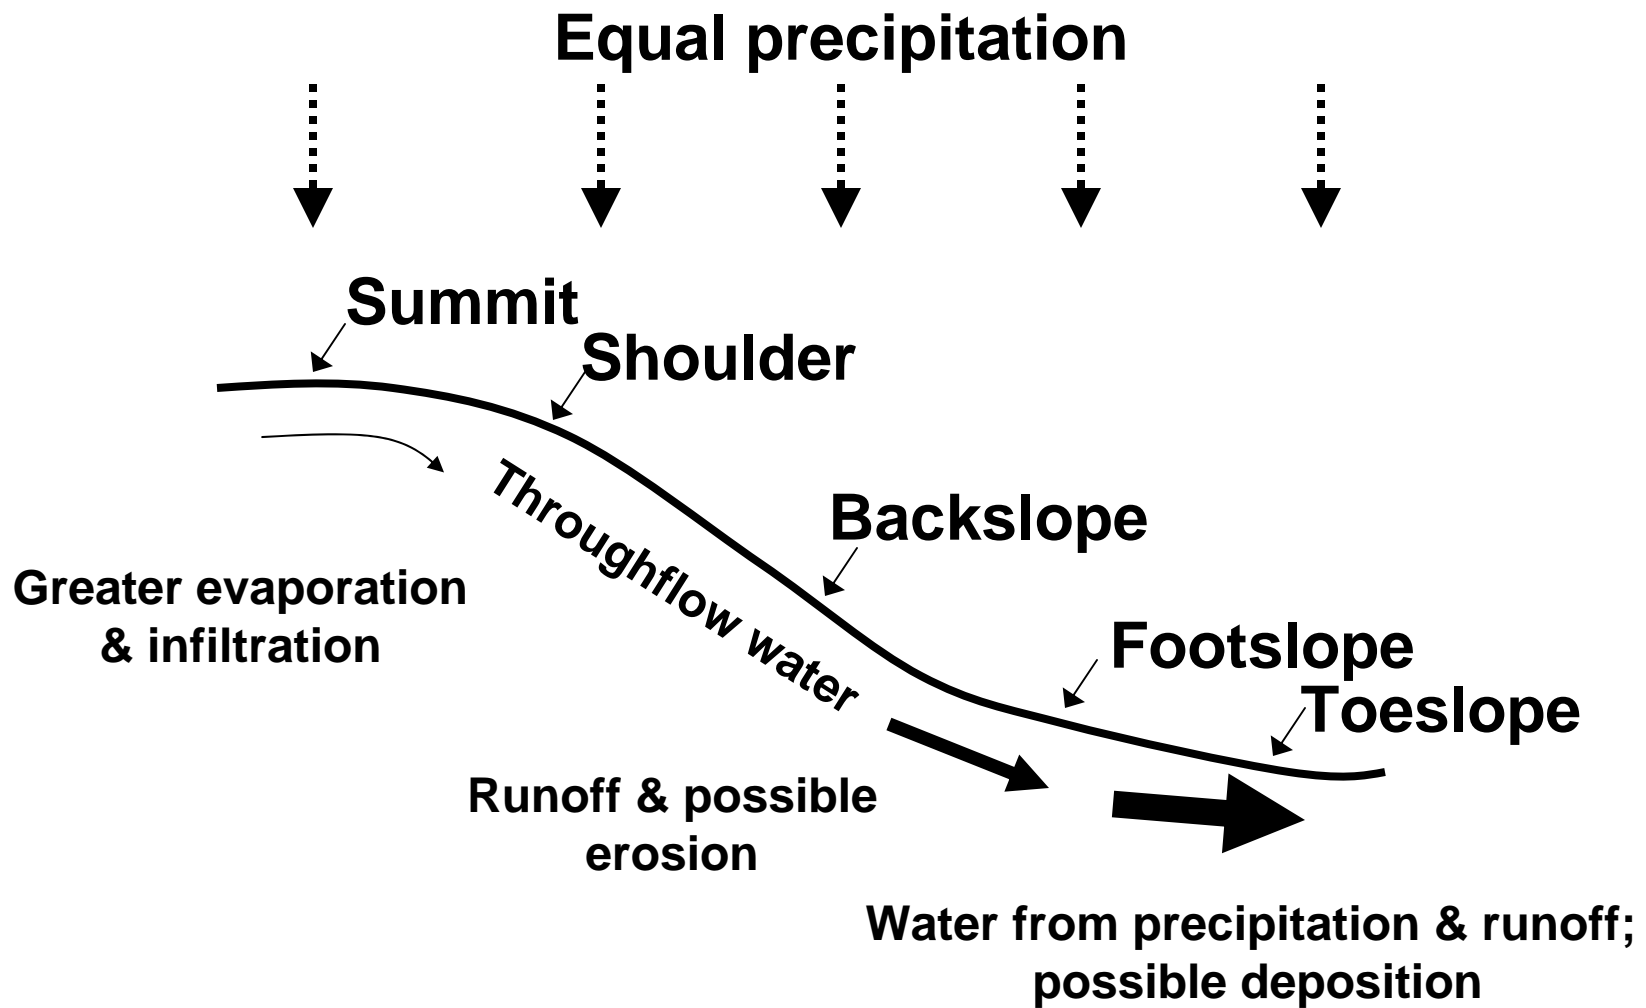 Equal precipitation
Summit
Shoulder
Throughflow water
Backslope
Greater evaporation
& infiltration
Footslope
Toeslope
Runoff & possible
erosion
Water from precipitation & runoff;
possible deposition